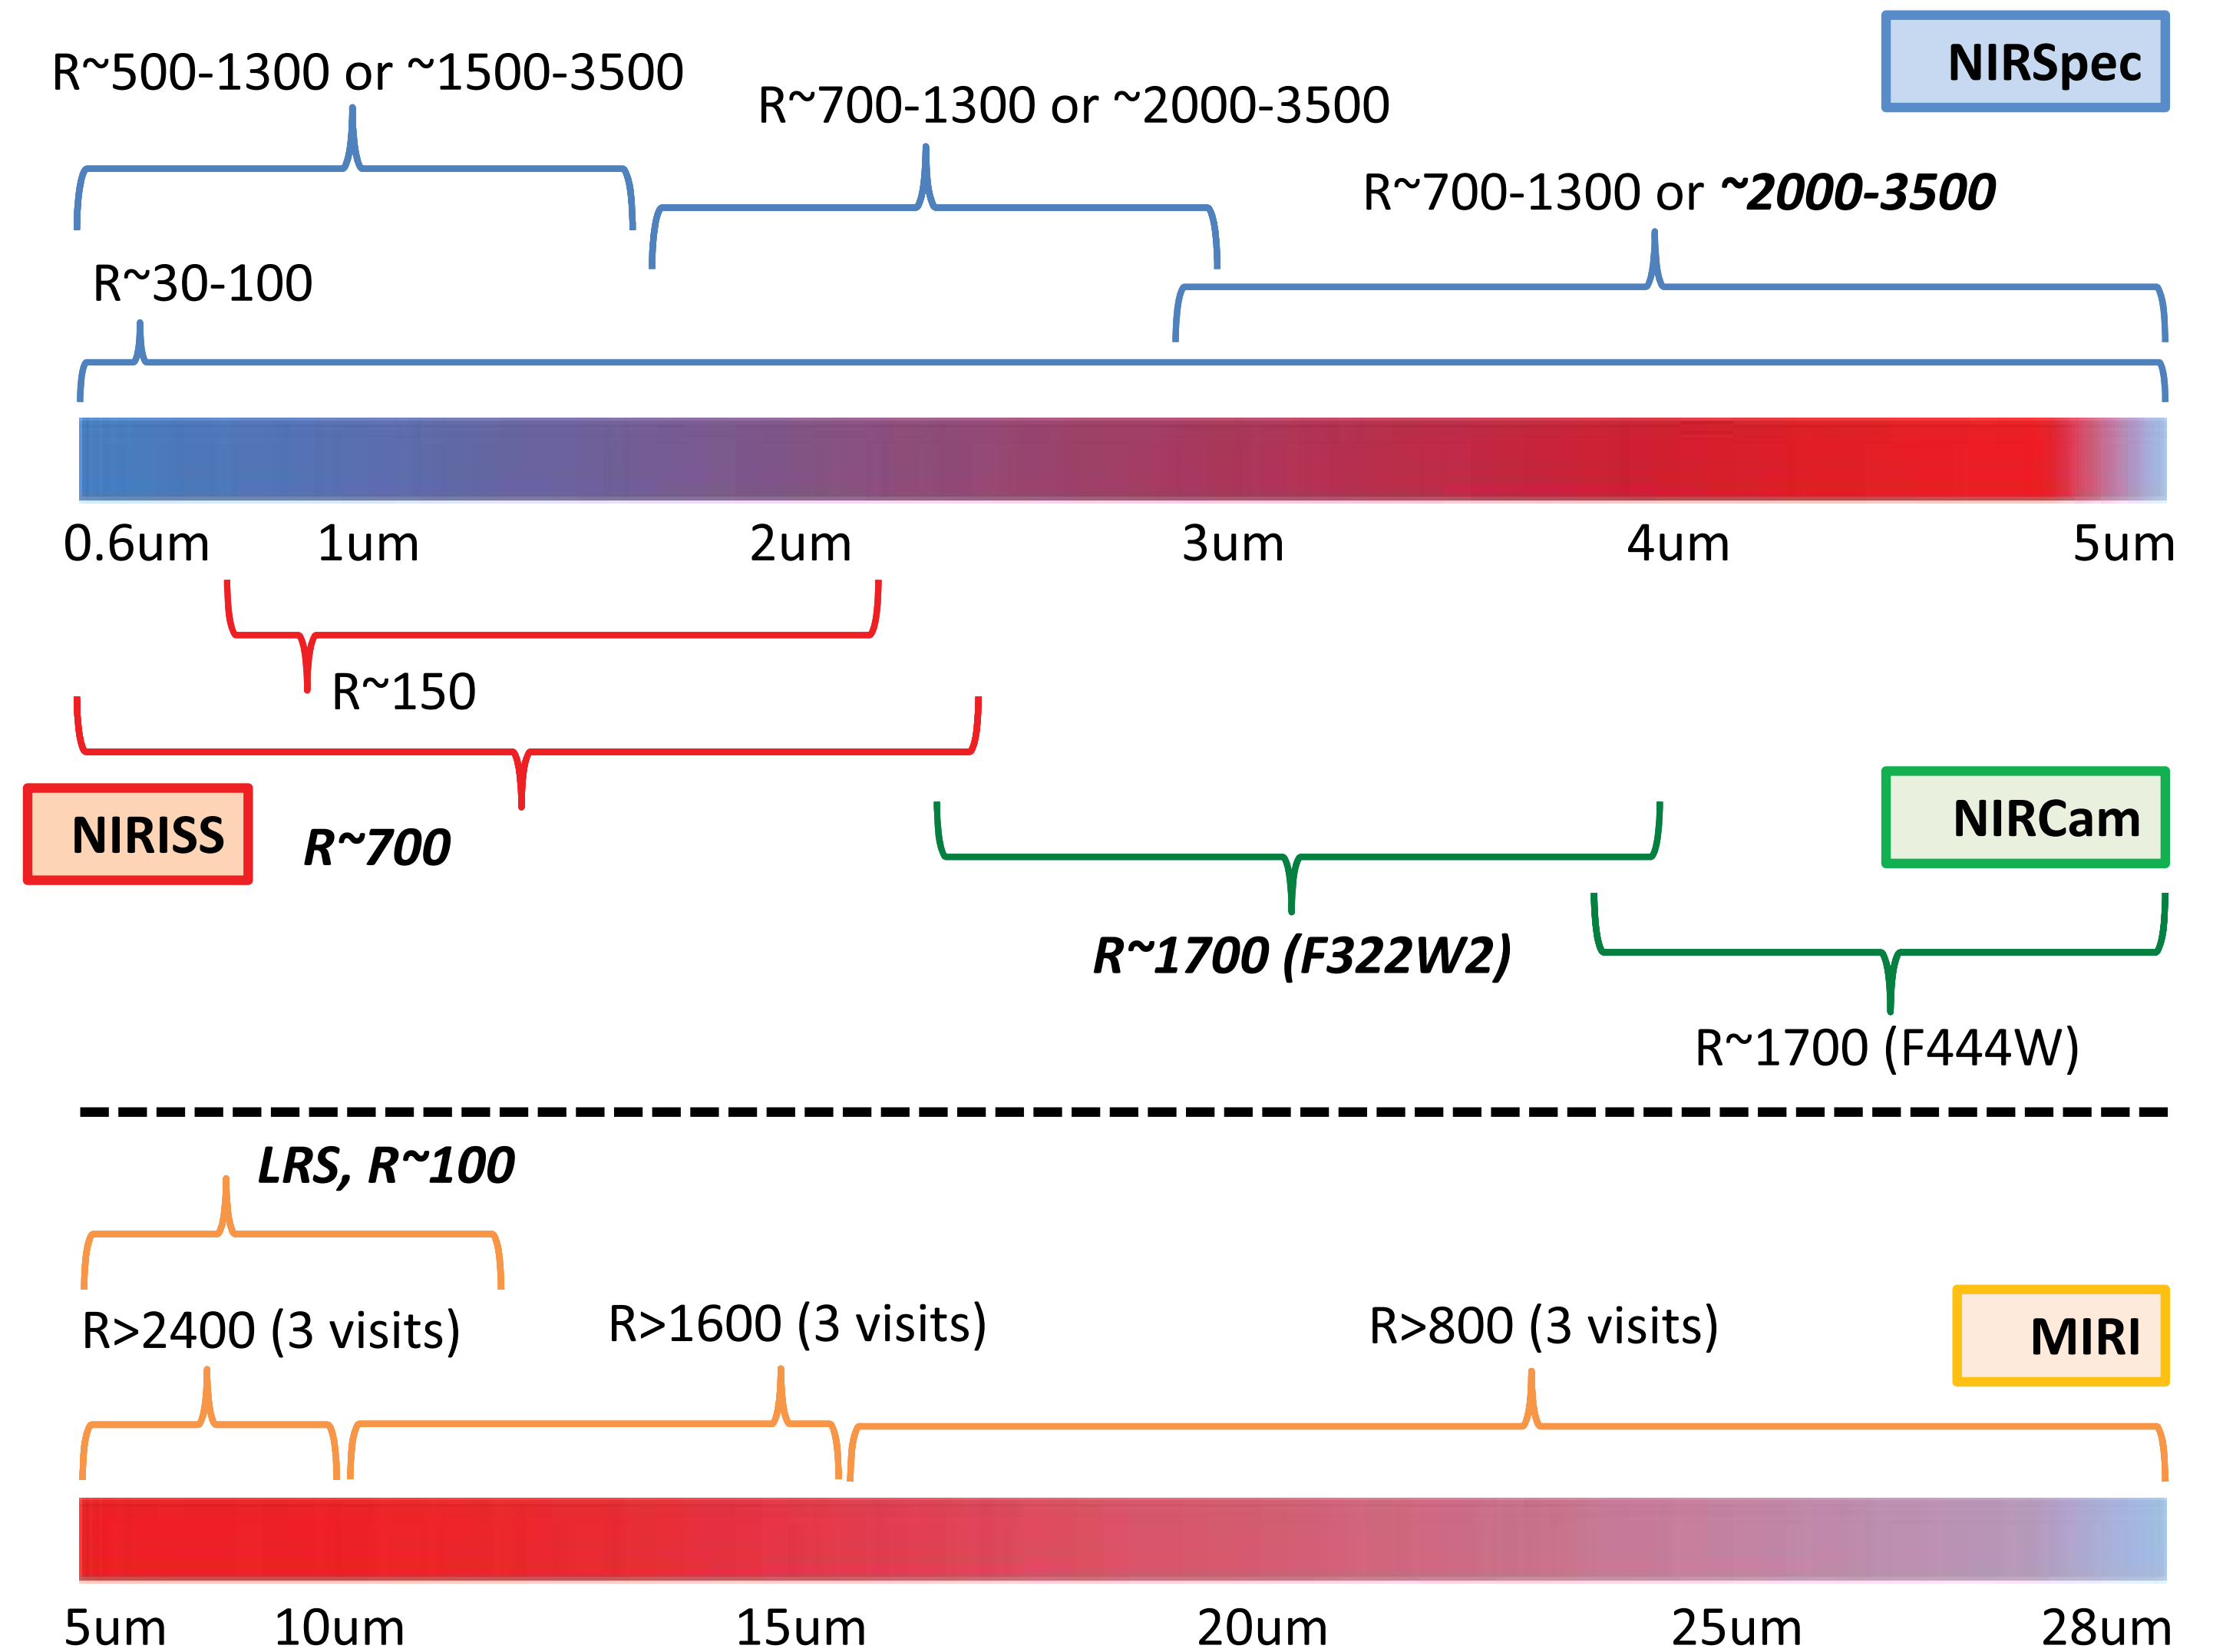 NIRSpec
R~500-1300 or ~1500-3500
R~700-1300 or ~2000-3500
R~700-1300 or ~2000-3500
R~30-100
0.6um 1um 2um 3um 4um 5um
R~150
NIRISS
R~700
NIRCam
R~1700 (F322W2)
R~1700 (F444W)
LRS, R~100
R>2400 (3 visits)
R>1600 (3 visits)
R>800 (3 visits)
MIRI
5um 10um 15um 20um 25um 28um